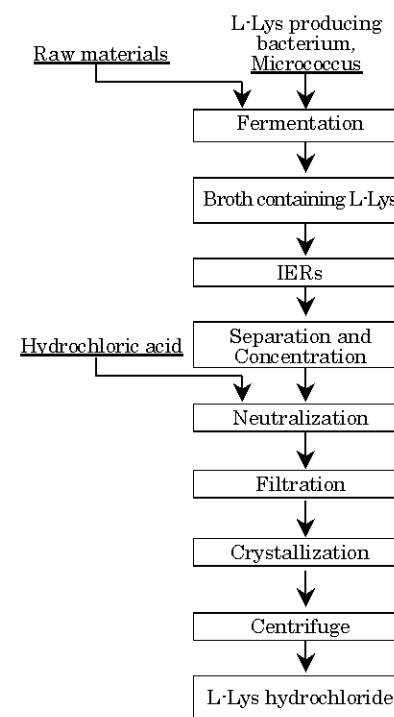 L-Lys producing
bacterium,
Micrococcus
Raw materials
Fermentation
Broth containing L-Lys
IERs
Separation and
Concentration
Hydrochloric acid
Neutralization
Filtration
Crystallization
Centrifuge
L-Lys hydrochloride